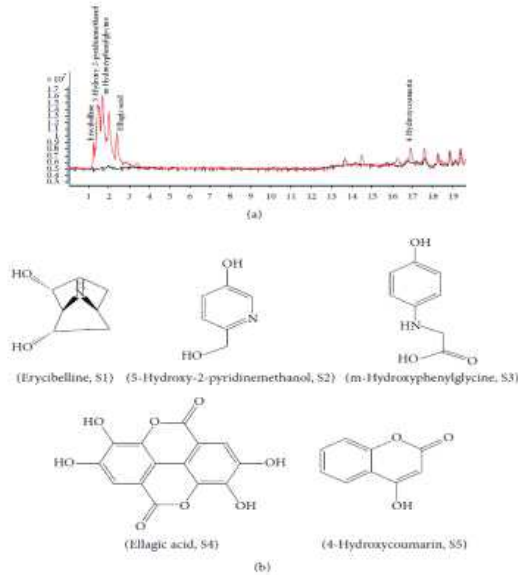 Erycibelline
5 Hydroxy 2-pyridinemethanol
m Hydroxyphenylglycine
Ellagic acid
4 Hydroxycoumarin
1 2 3 4 5 6 7 8 9 10 11 12 13 14 15 16 17 18 19
(a)
OH
HO
OH
HO
N
HO
N
HN
HO
O
(Erycibelline, S1) (5-Hydroxy-2-pyridinemethanol, S2) (m-Hydroxyphenylglycine, S3)
O
HO
O
O
O
HO
OH
O
OH
OH
O
(Ellagic acid, S4) (4-Hydroxycoumarin, S5)
(b)